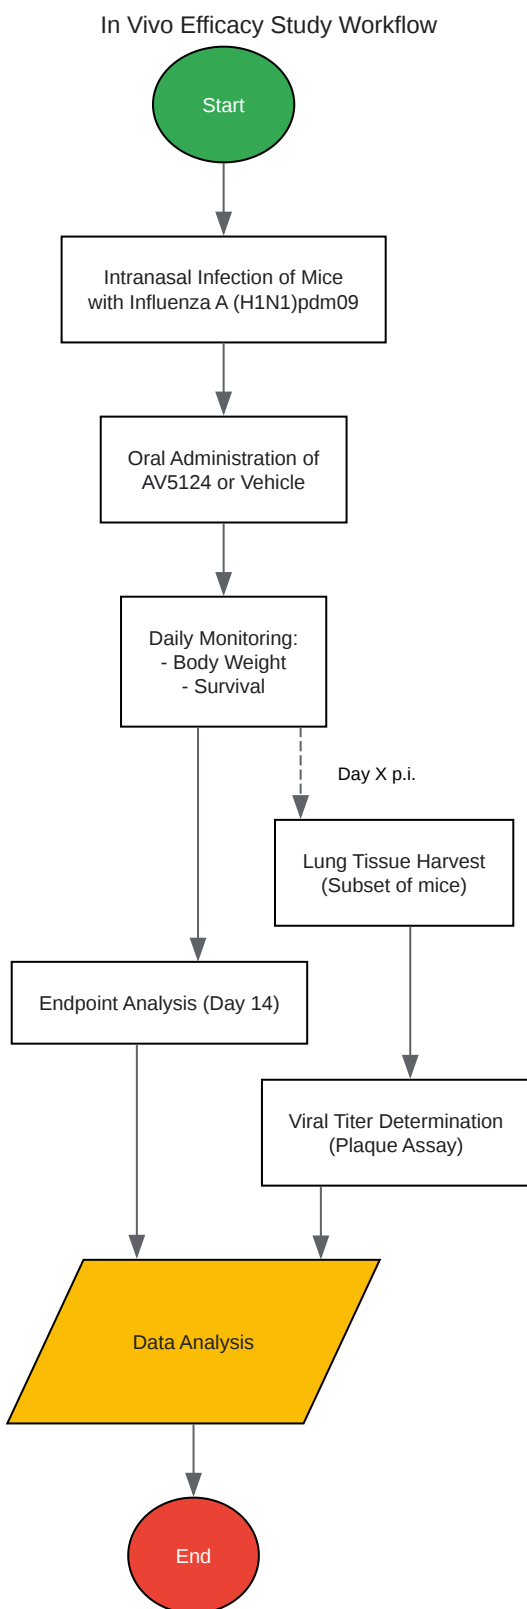 In Vivo Efficacy Study Workflow
Start
Intranasal Infection of Mice
with Influenza A (H1N1)pdm09
Oral Administration of
AV5124 or Vehicle
Daily Monitoring:
- Body Weight
- Survival
Day X p.i.
Lung Tissue Harvest
(Subset of mice)
Endpoint Analysis (Day 14)
Viral Titer Determination
(Plaque Assay)
Data Analysis
End